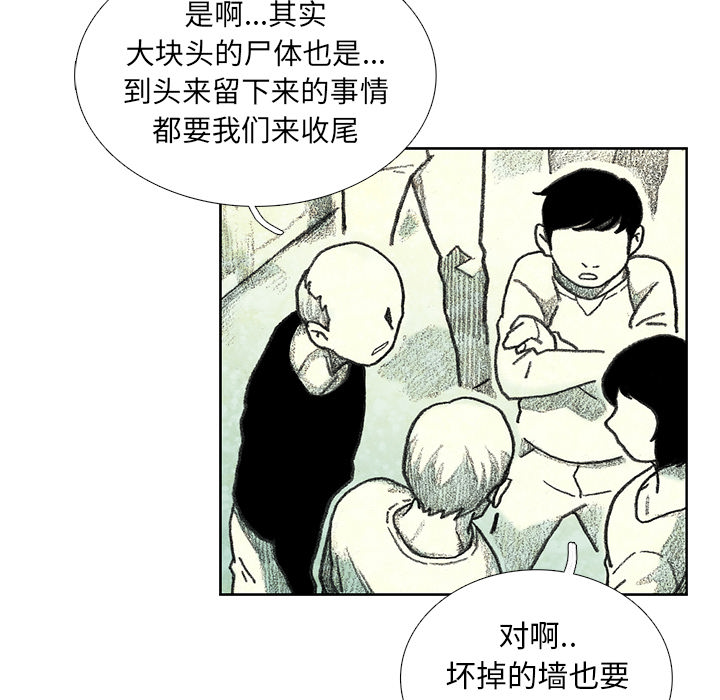 是啊...其实
大块头的尸体也是...
到头来留下来的事情
都要我们来收尾
对啊..
坏掉的墙也要